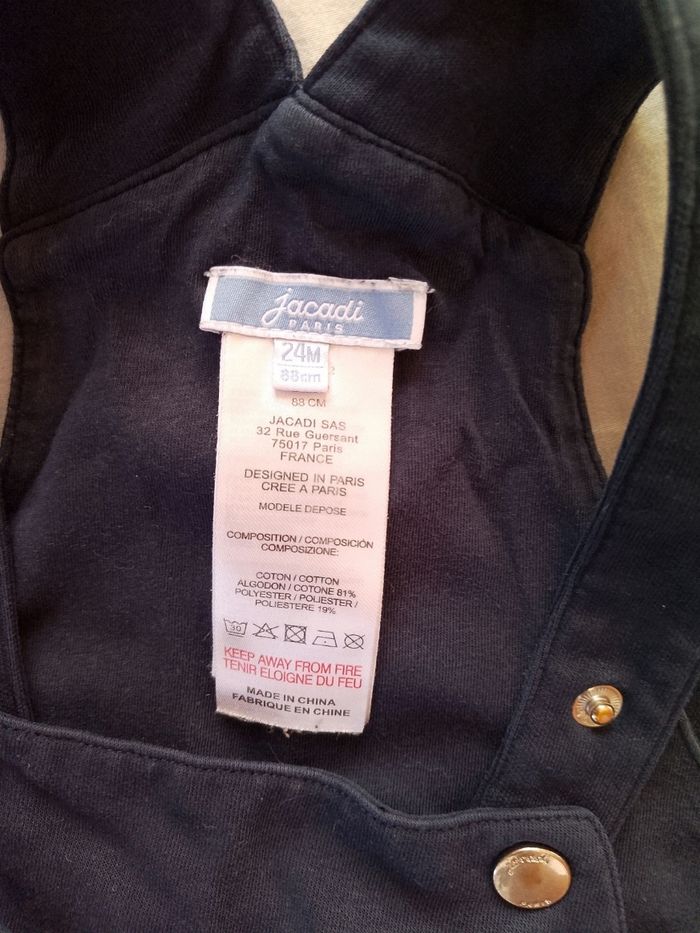 jacadi
PARIS
24M
88cm
88 CM
JACADI SAS
32 Rue Guersant
75017 Paris
FRANCE
DESIGNED IN PARIS
CREE A PARIS
MODELE DEPOSE
COMPOSITION / COMPOSICIÓN
COMPOSIZIONE:
COTON / COTTON
ALGODON / COTONE 81%
POLYESTER / POLIESTER /
POLIESTERE 19%
30
KEEP AWAY FROM FIRE
TENIR ELOIGNE DU FEU
MADE IN CHINA
FABRIQUE EN CHINE